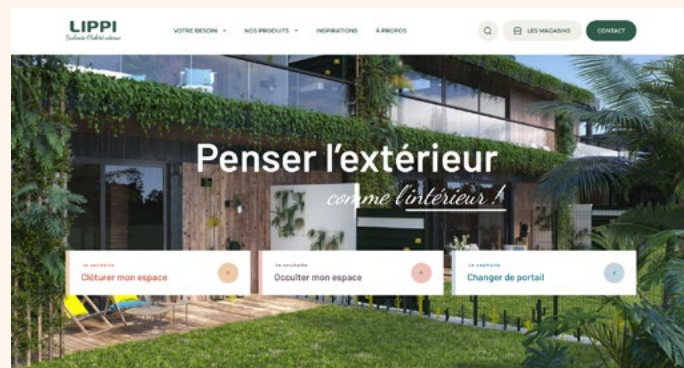 LIPPI
VOTRE BESOIN
NOS PRODUITS
INSPIRATIONS
À PROPOS
LES MAGASINS
CONTACT
Penser l'extérieur
comme l'intérieur !
Je souhaite
Clôturer mon espace
+
Je souhaite
Occulter mon espace
+
Je souhaite
Changer de portail
+